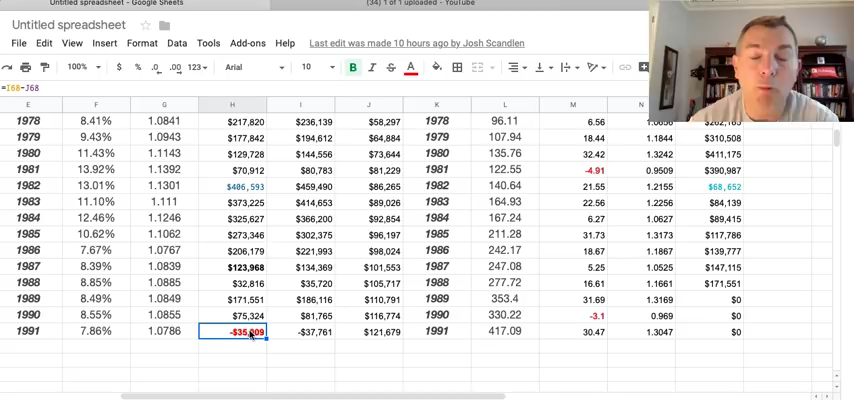 Untitled spreadsheet - Google Sheets
(34) 1 of 1 uploaded - YouTube
Untitled spreadsheet
File Edit View Insert Format Data Tools Add-ons Help Last edit was made 10 hours ago by Josh Scandlen
100% $ % .0 .00 123 Arial 10 B I S A
=I68-J68
E F G H I J K L M N
1978 8.41% 1.0841 $217,820 $236,139 $58,297 1978 96.11 6.56
1979 9.43% 1.0943 $177,842 $194,612 $64,884 1979 107.94 18.44 1.1844 $310,508
1980 11.43% 1.1143 $129,728 $144,556 $73,644 1980 135.76 32.42 1.3242 $411,175
1981 13.92% 1.1392 $70,912 $80,783 $81,229 1981 122.55 -4.91 0.9509 $390,987
1982 13.01% 1.1301 $406,593 $459,490 $86,265 1982 140.64 21.55 1.2155 $68,652
1983 11.10% 1.111 $373,225 $414,653 $89,026 1983 164.93 22.56 1.2256 $84,139
1984 12.46% 1.1246 $325,627 $366,200 $92,854 1984 167.24 6.27 1.0627 $89,415
1985 10.62% 1.1062 $273,346 $302,375 $96,197 1985 211.28 31.73 1.3173 $117,786
1986 7.67% 1.0767 $206,179 $221,993 $98,024 1986 242.17 18.67 1.1867 $139,777
1987 8.39% 1.0839 $123,968 $134,369 $101,553 1987 247.08 5.25 1.0525 $147,115
1988 8.85% 1.0885 $32,816 $35,720 $105,717 1988 277.72 16.61 1.1661 $171,551
1989 8.49% 1.0849 $171,551 $186,116 $110,791 1989 353.4 31.69 1.3169 $0
1990 8.55% 1.0855 $75,324 $81,765 $116,774 1990 330.22 -3.1 0.969 $0
1991 7.86% 1.0786 -$37,761 $121,679 1991 417.09 30.47 1.3047 $0